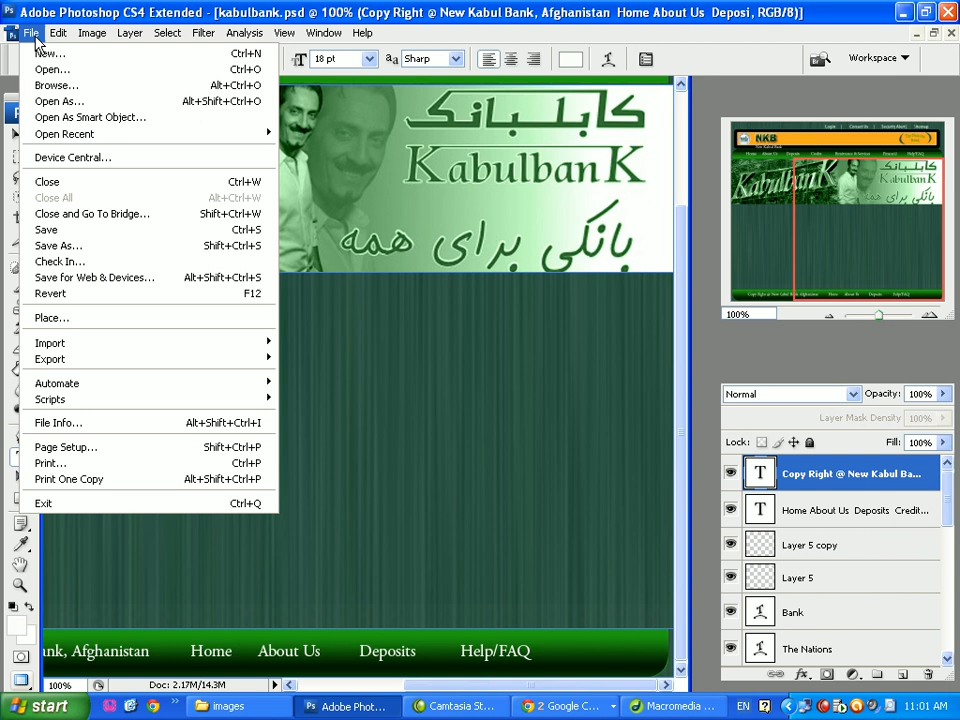 Adobe Photoshop CS4 Extended - [kabulbank.psd @ 100% (Copy Right @ New Kabul Bank, Afghanistan Home About Us Deposi, RGB/8)]
File Edit Image Layer Select Filter Analysis View Window Help
18 pt Sharp Workspace
New... Ctrl+N
Open... Ctrl+O
Browse... Alt+Ctrl+O
Open As... Alt+Shift+Ctrl+O
Open As Smart Object...
Open Recent
Device Central...
Close Ctrl+W
Close All Alt+Ctrl+W
Close and Go To Bridge... Shift+Ctrl+W
Save Ctrl+S
Save As... Shift+Ctrl+S
Check In...
Save for Web & Devices... Alt+Shift+Ctrl+S
Revert F12
Place...
Import
Export
Automate
Scripts
File Info... Alt+Shift+Ctrl+I
Page Setup... Shift+Ctrl+P
Print... Ctrl+P
Print One Copy Alt+Shift+Ctrl+P
Exit Ctrl+Q
کابلبانک
KabulbanK
بانکی برای همه
NKB
New Kabul Bank
کابلبانک
KabulbanK
KabulbanK
100%
Normal Opacity: 100%
Layer Mask Density
Lock: Fill: 100%
Copy Right @ New Kabul Ba...
Home About Us Deposits Credit...
Layer 5 copy
Layer 5
Bank
The Nations
ank, Afghanistan Home About Us Deposits Help/FAQ
100% Doc: 2.17M/14.3M
start images Adobe Phot... Camtasia St... 2 Google C... Macromedia ... EN 11:01 AM